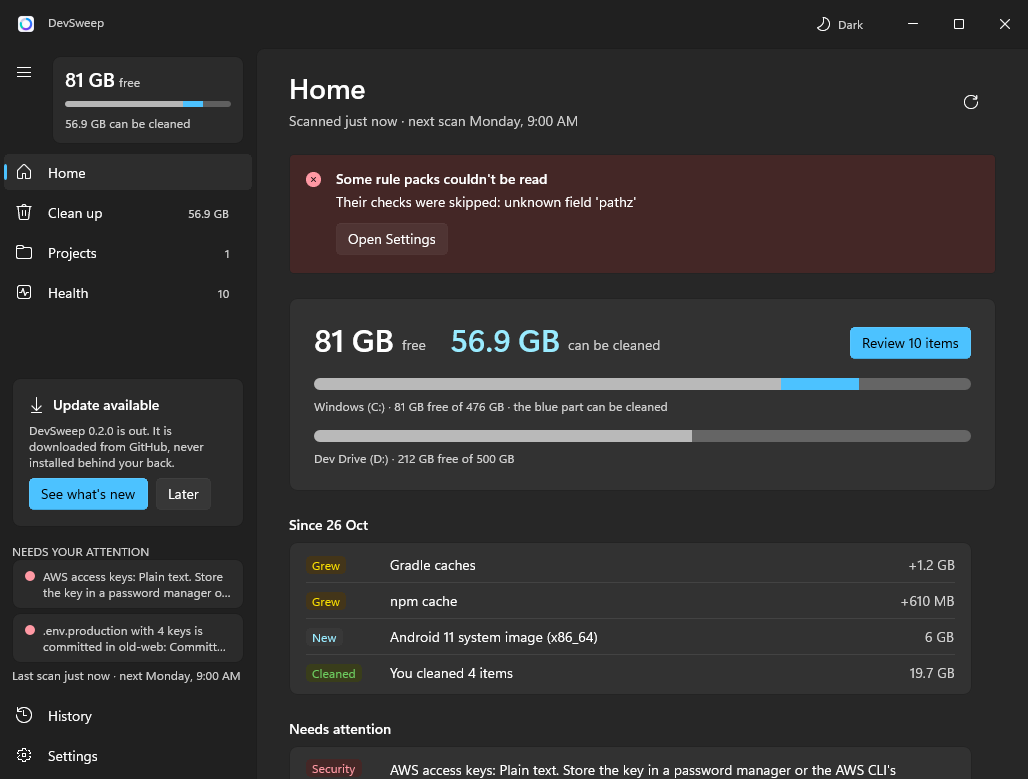 DevSweep
Dark
81 GB free
56.9 GB can be cleaned
Home
Clean up 56.9 GB
Projects 1
Health 10
Update available
DevSweep 0.2.0 is out. It is
downloaded from GitHub, never
installed behind your back.
See what's new
Later
NEEDS YOUR ATTENTION
AWS access keys: Plain text. Store
the key in a password manager o...
.env.production with 4 keys is
committed in old-web: Committ...
Last scan just now · next Monday, 9:00 AM
History
Settings
Home
Scanned just now · next scan Monday, 9:00 AM
Some rule packs couldn't be read
Their checks were skipped: unknown field 'pathz'
Open Settings
81 GB free 56.9 GB can be cleaned
Review 10 items
Windows (C:) · 81 GB free of 476 GB · the blue part can be cleaned
Dev Drive (D:) · 212 GB free of 500 GB
Since 26 Oct
Grew Gradle caches +1.2 GB
Grew npm cache +610 MB
New Android 11 system image (x86_64) 6 GB
Cleaned You cleaned 4 items 19.7 GB
Needs attention
Security AWS access keys: Plain text. Store the key in a password manager or the AWS CLI's